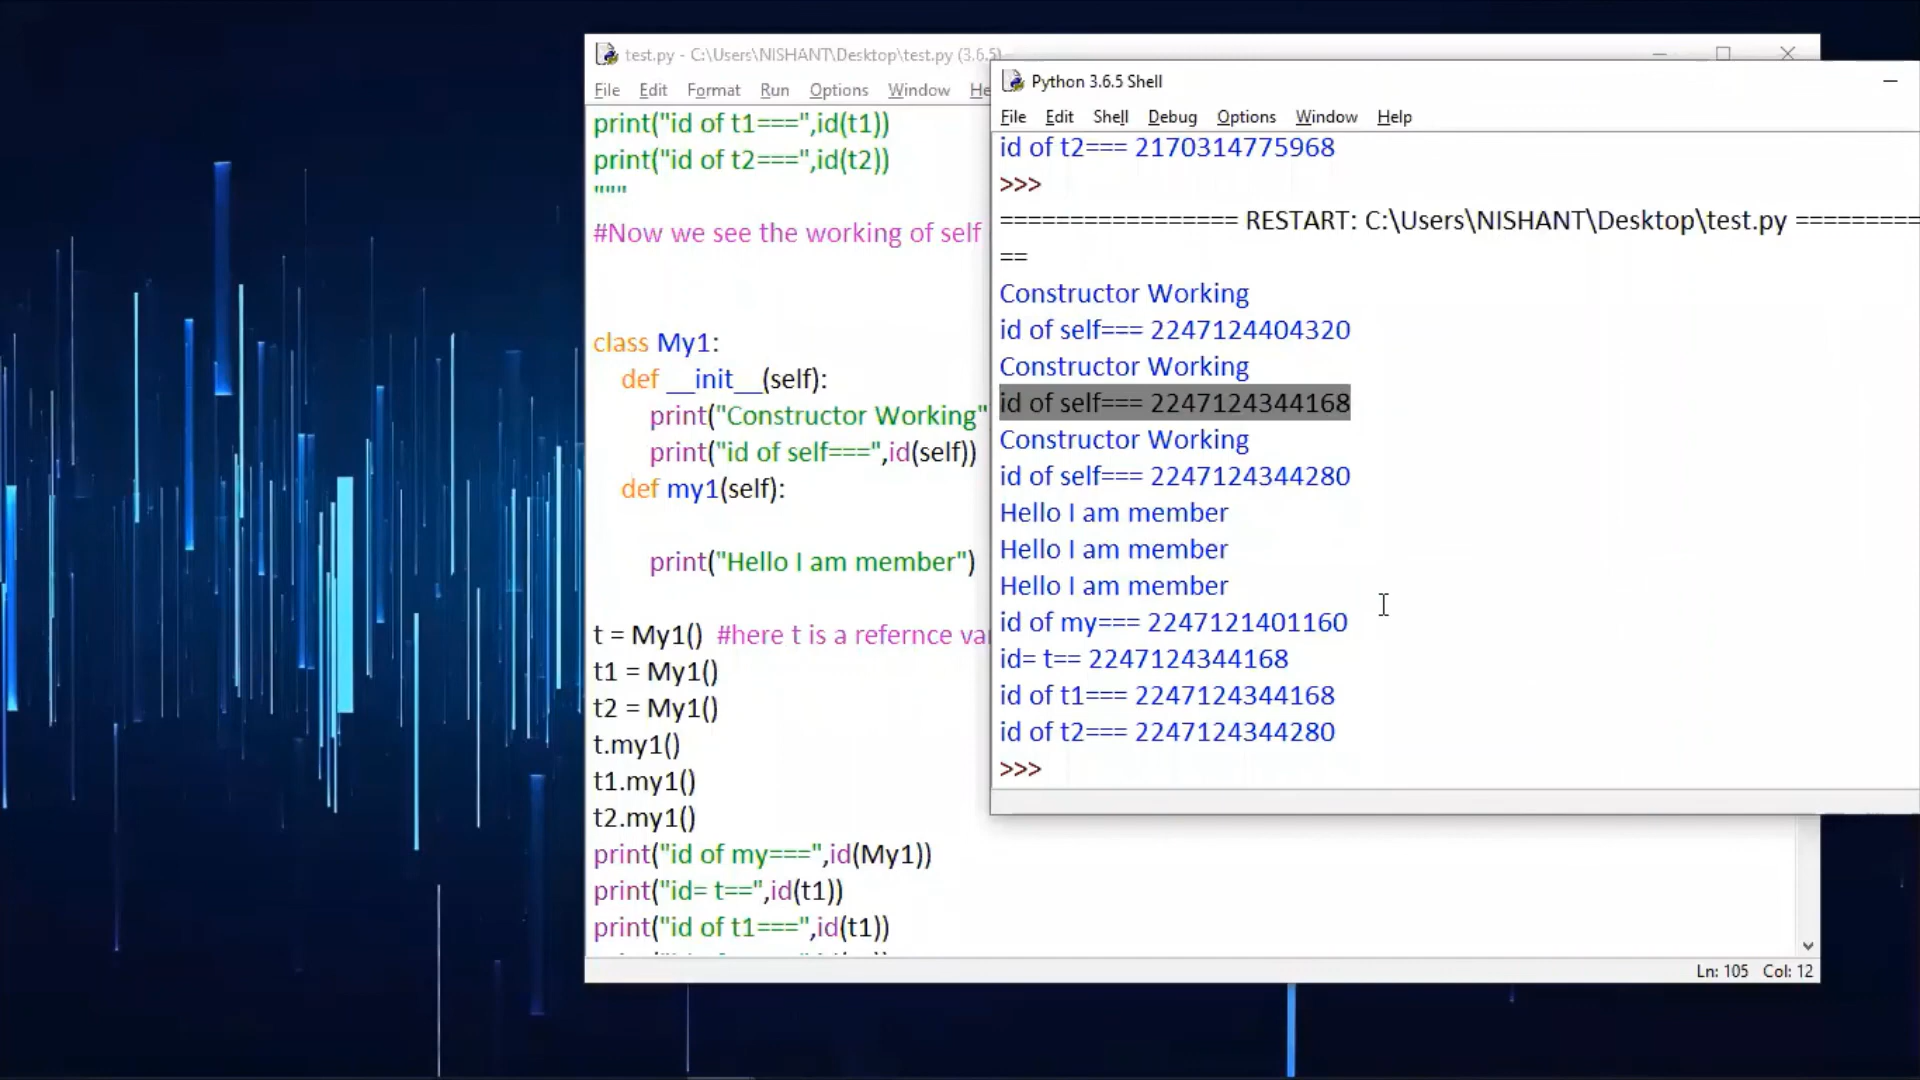 test.py - C:\Users\NISHANT\Desktop\test.py (3.6.5)
File Edit Format Run Options Window He
print("id of t1===",id(t1))
print("id of t2===",id(t2))
"""
#Now we see the working of self
class My1:
def __init__(self):
print("Constructor Working"
print("id of self===",id(self))
def my1(self):
print("Hello I am member")
t = My1() #here t is a refernce va
t1 = My1()
t2 = My1()
t.my1()
t1.my1()
t2.my1()
print("id of my===",id(My1))
print("id= t==",id(t1))
print("id of t1===",id(t1))
Ln: 105 Col: 12
Python 3.6.5 Shell
File Edit Shell Debug Options Window Help
id of t2=== 2170314775968
>>>
================= RESTART: C:\Users\NISHANT\Desktop\test.py =========
==
Constructor Working
id of self=== 2247124404320
Constructor Working
id of self=== 2247124344168
Constructor Working
id of self=== 2247124344280
Hello I am member
Hello I am member
Hello I am member
id of my=== 2247121401160
id= t== 2247124344168
id of t1=== 2247124344168
id of t2=== 2247124344280
>>>